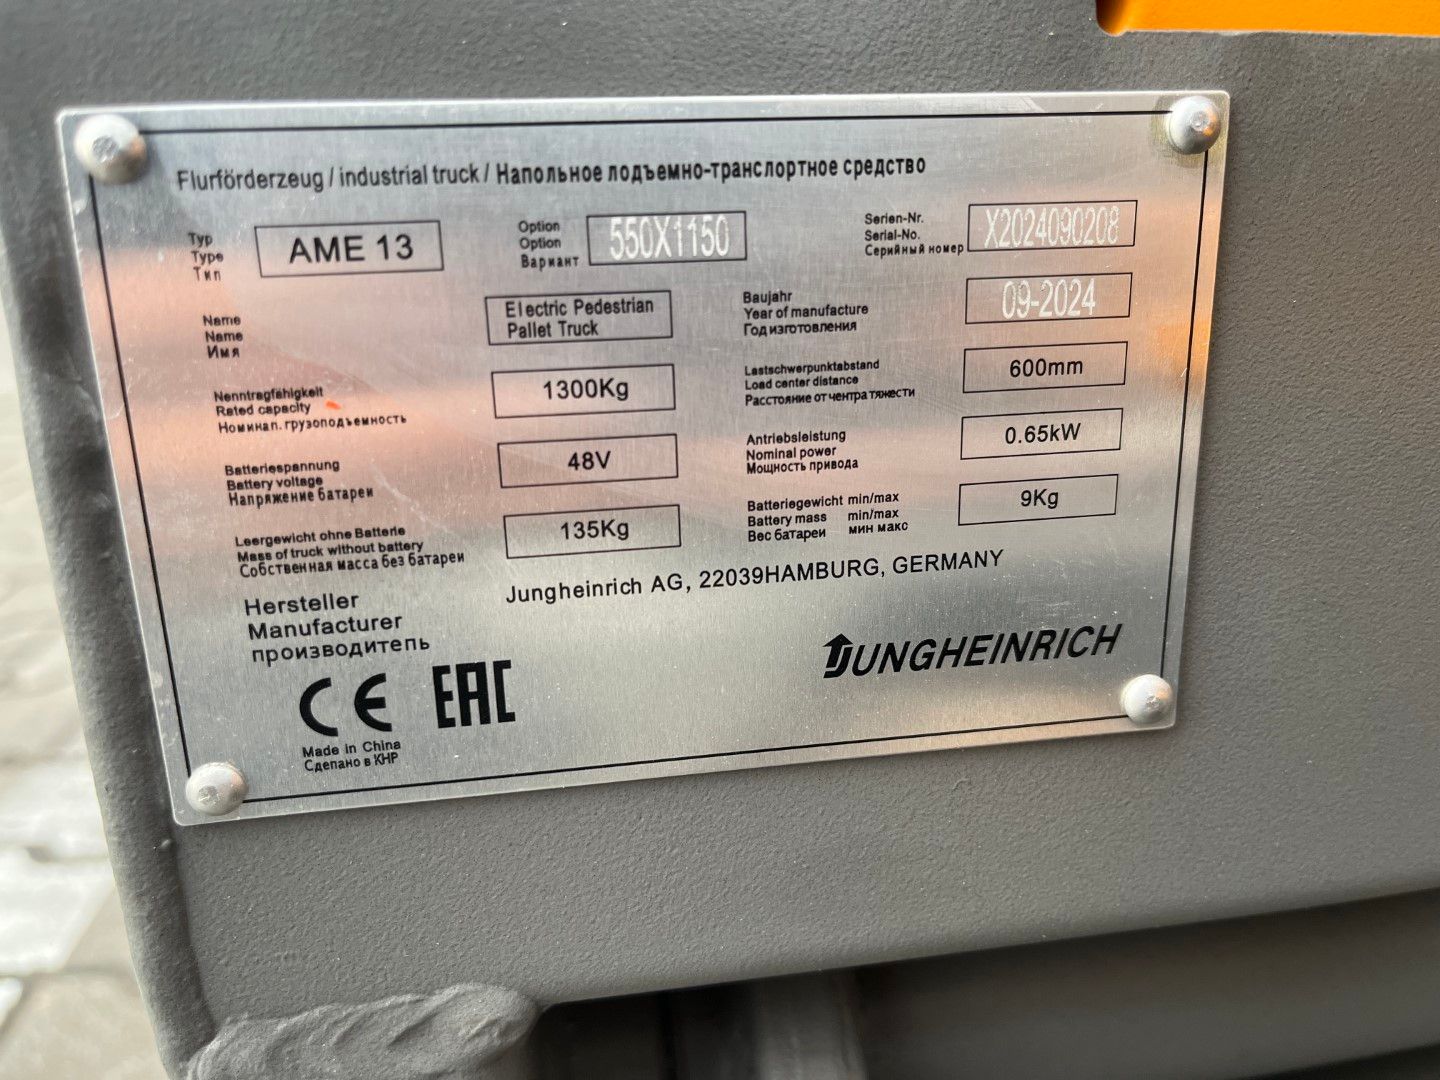 Flurförderzeug / industrial truck / Напольное подъемно-транспортное средство
Typ
Type
Тип
AME 13
Option
Option
Вариант
550X1150
Serien-Nr.
Serial-No.
Серийный номер
X2024090208
Name
Name
Имя
Electric Pedestrian
Pallet Truck
Baujahr
Year of manufacture
Год изготовления
09-2024
Nenntragfähigkeit
Rated capacity
Номинал. грузоподъемность
1300Kg
Lastschwerpunktabstand
Load center distance
Расстояние от чентра тяжести
600mm
Batteriespannung
Battery voltage
Напряжение батареи
48V
Antriebsleistung
Nominal power
Мощность привода
0.65kW
Leergewicht ohne Batterie
Mass of truck without battery
Собственная масса без батареи
135Kg
Batteriegewicht min/max
Battery mass min/max
Вес батареи мин макс
9Kg
Hersteller
Manufacturer
производитель
Jungheinrich AG, 22039HAMBURG, GERMANY
JUNGHEINRICH
CE EAC
Made in China
Сделано в КНР